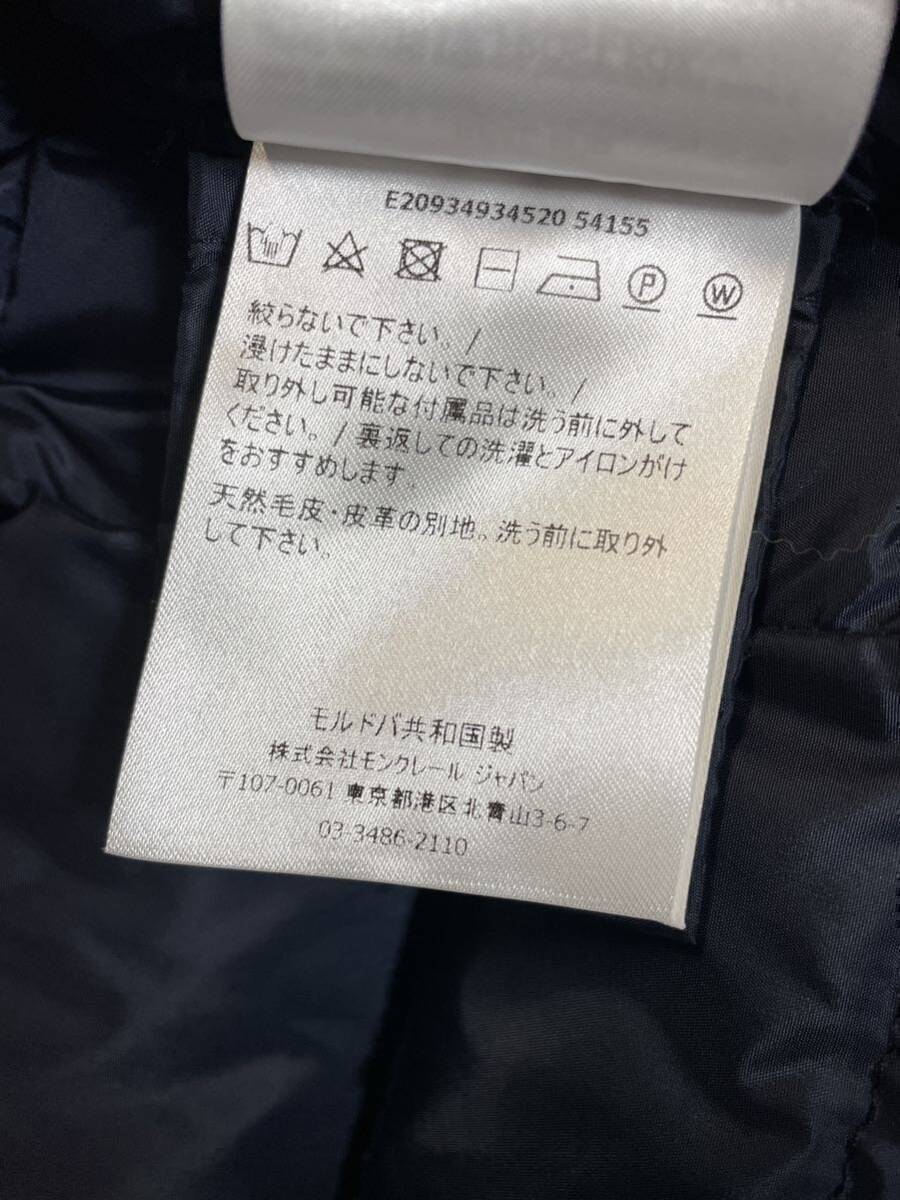 E20934934520 54155
P W
絞らないで下さい。/
浸けたままにしないで下さい。/
取り外し可能な付属品は洗う前に外して
ください。/ 裏返しての洗濯とアイロンがけ
をおすすめします。
天然毛皮・皮革の別地。洗う前に取り外
して下さい。
モルドバ共和国製
株式会社モンクレール ジャパン
〒107-0061 東京都港区北青山3-6-7
03-3486-2110